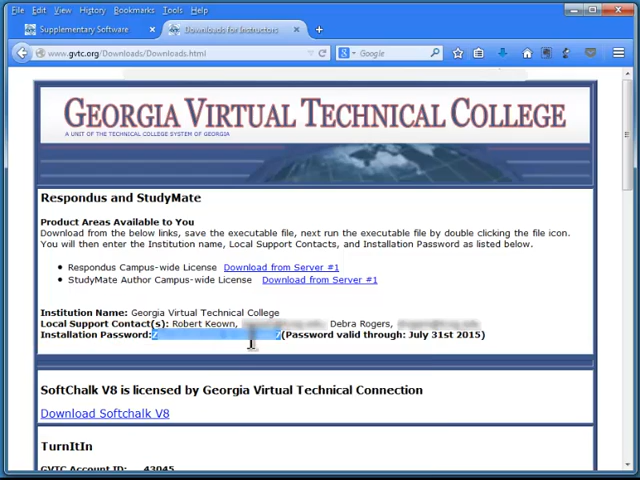 File Edit View History Bookmarks Tools Help
Supplementary Software
Downloads for Instructors
www.gvtc.org/Downloads/Downloads.html
Google
GEORGIA VIRTUAL TECHNICAL COLLEGE
A UNIT OF THE TECHNICAL COLLEGE SYSTEM OF GEORGIA
Respondus and StudyMate
Product Areas Available to You
Download from the below links, save the executable file, next run the executable file by double clicking the file icon.
You will then enter the Institution name, Local Support Contacts, and Installation Password as listed below.
Respondus Campus-wide License Download from Server #1
StudyMate Author Campus-wide License Download from Server #1
Institution Name: Georgia Virtual Technical College
Local Support Contact(s): Robert Keown, Debra Rogers,
Installation Password: (Password valid through: July 31st 2015)
SoftChalk V8 is licensed by Georgia Virtual Technical Connection
Download Softchalk V8
TurnItIn
GVTC Account ID: 43045